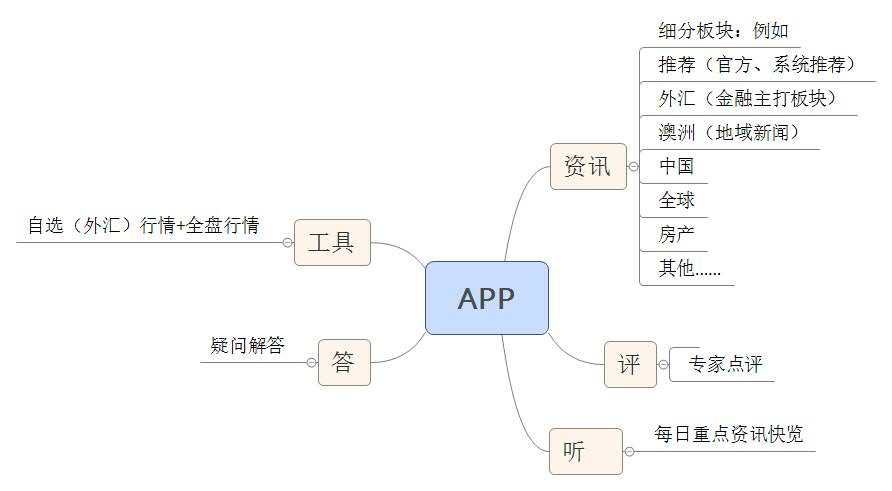 细分板块：例如
推荐（官方、系统推荐）
外汇（金融主打板块）
澳洲（地域新闻）
资讯
中国
全球
房产
其他......
自选（外汇）行情+全盘行情
工具
APP
疑问解答
答
评
专家点评
听
每日重点资讯快览